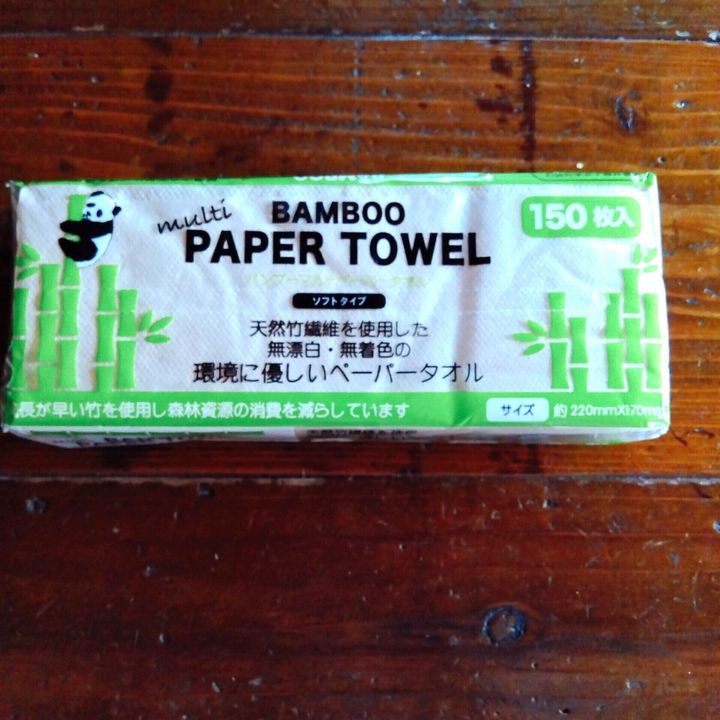 multi
BAMBOO
PAPER TOWEL
150枚入
ソフトタイプ
天然竹繊維を使用した
無漂白・無着色の
環境に優しいペーパータオル
長が早い竹を使用し森林資源の消費を減らしています
サイズ 約 220mmX170mm